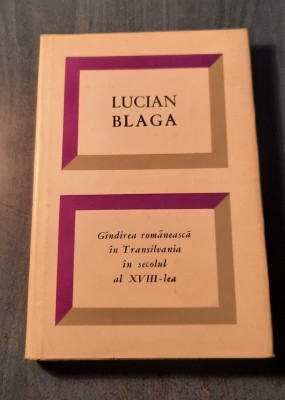 LUCIAN
BLAGA
Gîndirea românească
în Transilvania
în secolul
al XVIII-lea